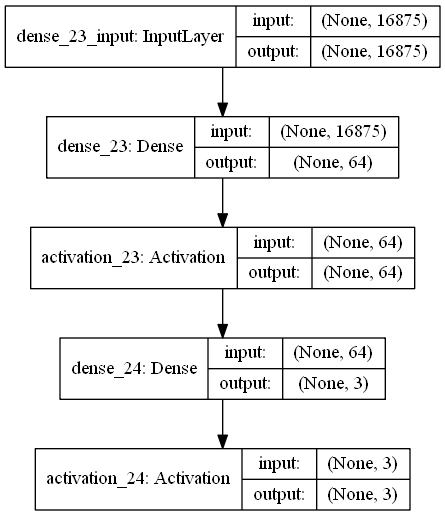 dense_23_input: InputLayer
input: (None, 16875)
output: (None, 16875)
dense_23: Dense
input: (None, 16875)
output: (None, 64)
activation_23: Activation
input: (None, 64)
output: (None, 64)
dense_24: Dense
input: (None, 64)
output: (None, 3)
activation_24: Activation
input: (None, 3)
output: (None, 3)